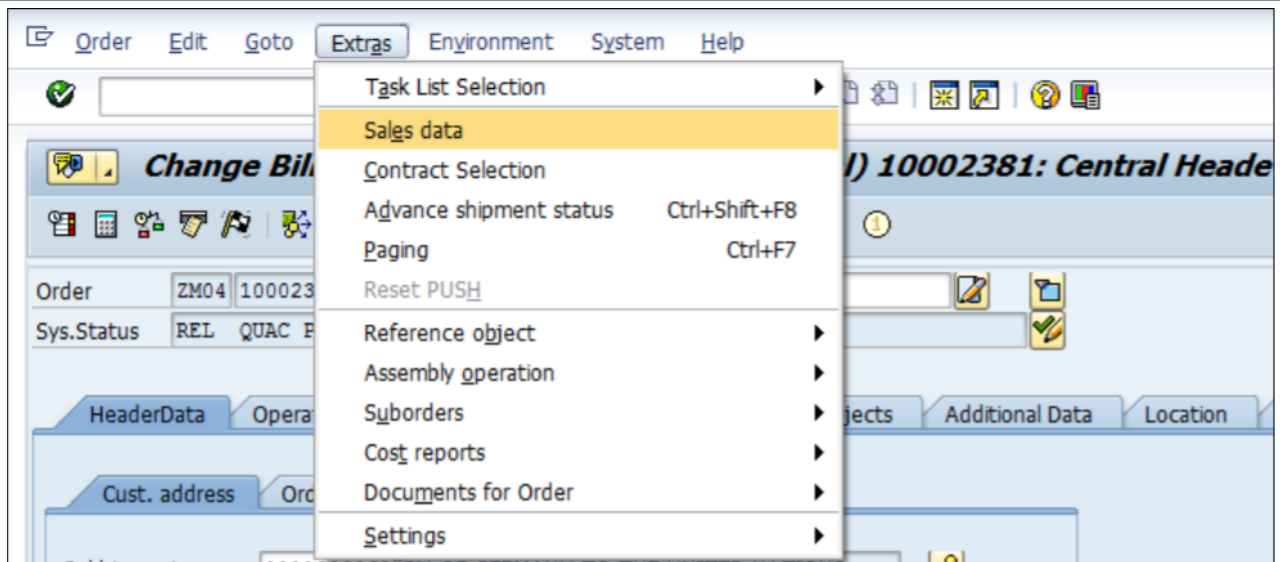 Order Edit Goto Extras Environment System Help
Task List Selection
Sales data
Change Bil l) 10002381: Central Heade
Contract Selection
Advance shipment status Ctrl+Shift+F8
Paging Ctrl+F7
Order ZM04 100023 Reset PUSH
Sys.Status REL QUAC P Reference object
Assembly operation
HeaderData Opera Suborders jects Additional Data Location
Cost reports
Cust. address Ord Documents for Order
Settings